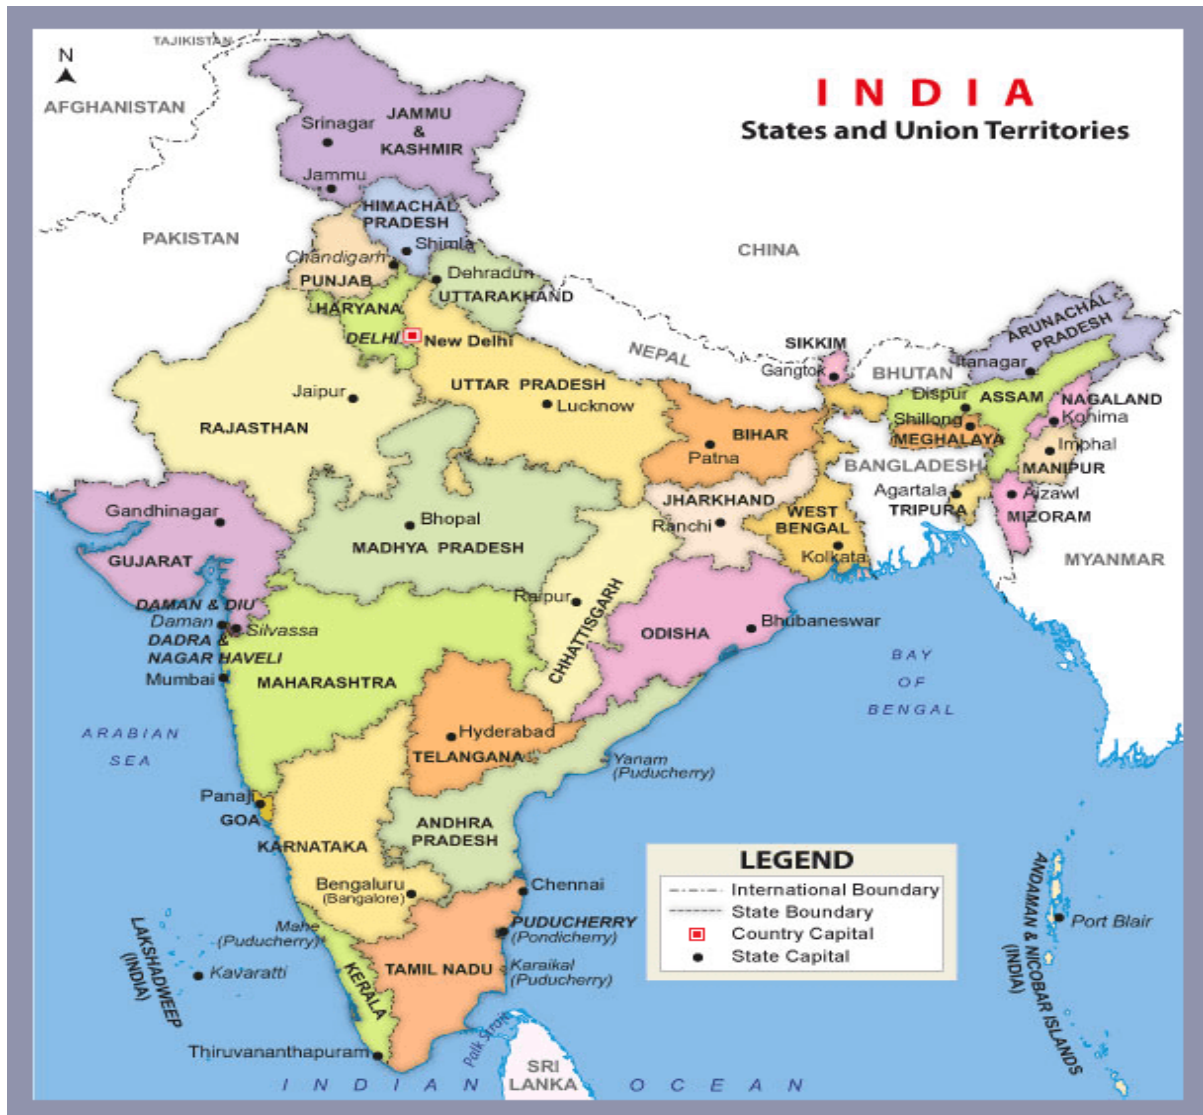 INDIA
States and Union Territories
N
TAJIKISTAN
AFGHANISTAN
PAKISTAN
CHINA
NEPAL
BHUTAN
BANGLADESH
MYANMAR
SRI
LANKA
JAMMU
&
KASHMIR
Srinagar
Jammu
HIMACHAL
PRADESH
Shimla
Chandigarh
PUNJAB
Dehradun
UTTARAKHAND
HARYANA
DELHI
New Delhi
UTTAR PRADESH
Lucknow
Jaipur
RAJASTHAN
SIKKIM
Gangtok
ARUNACHAL
PRADESH
Itanagar
Dispur
ASSAM
NAGALAND
Kohima
Shillong
MEGHALAYA
Imphal
MANIPUR
Agartala
TRIPURA
Aizawl
MIZORAM
BIHAR
Patna
JHARKHAND
Ranchi
WEST
BENGAL
Kolkata
Gandhinagar
GUJARAT
Bhopal
MADHYA PRADESH
Raipur
CHHATTISGARH
ODISHA
Bhubaneswar
DAMAN & DIU
Daman
Silvassa
DADRA &
NAGAR HAVELI
Mumbai
MAHARASHTRA
Hyderabad
TELANGANA
Yanam
(Puducherry)
Panaji
GOA
KARNATAKA
ANDHRA
PRADESH
Bengaluru
(Bangalore)
Chennai
Mahe
(Puducherry)
PUDUCHERRY
(Pondicherry)
TAMIL NADU
Karaikal
(Puducherry)
KERALA
Thiruvananthapuram
LAKSHADWEEP
(INDIA)
Kavaratti
ANDAMAN & NICOBAR ISLANDS
(INDIA)
Port Blair
ARABIAN
SEA
BAY
OF
BENGAL
Palk Strait
INDIAN OCEAN
LEGEND
International Boundary
State Boundary
Country Capital
State Capital